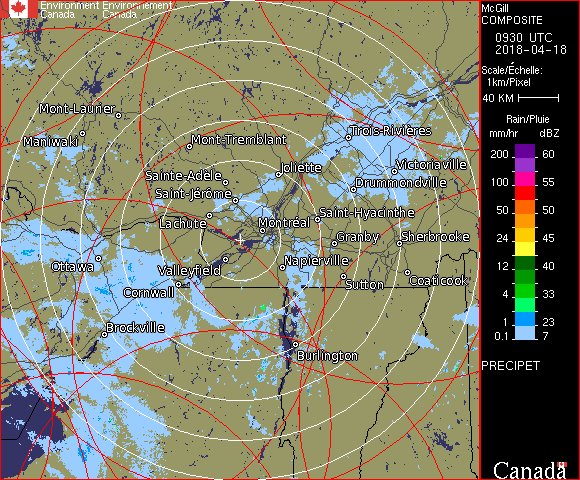 Environment Environnement
Canada Canada
McGill
COMPOSITE
0930 UTC
2018-04-18
Scale/Échelle:
1km/Pixel
40 KM
Rain/Pluie
mm/hr dBZ
200 60
100 55
50 50
24 45
12 40
4 33
1 23
0.1 7
PRECIPET
Canada
Mont-Laurier
Maniwaki
Mont-Tremblant
Trois-Rivières
Joliette
Victoriaville
Sainte-Adèle
Drummondville
Saint-Jérôme
Lachute
Saint-Hyacinthe
Montréal
Granby
Sherbrooke
Ottawa
Valleyfield
Napierville
Cornwall
Sutton
Coaticook
Brockville
Burlington